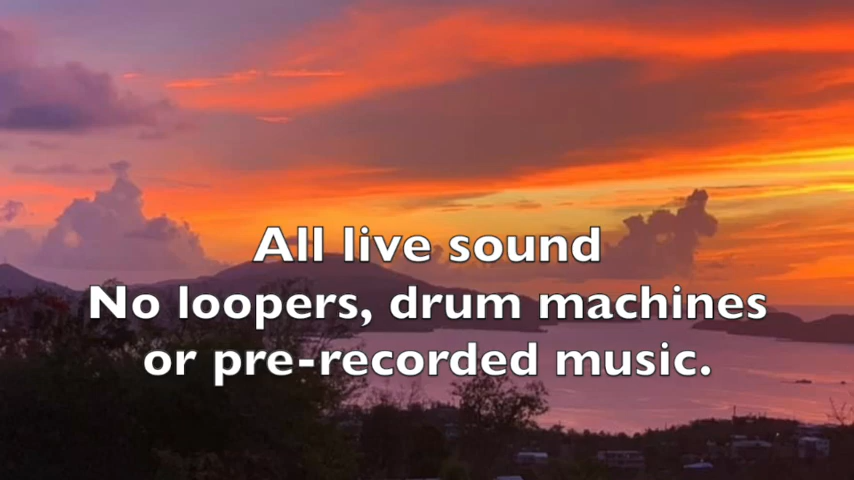 All live sound
No loopers, drum machines
or pre-recorded music.